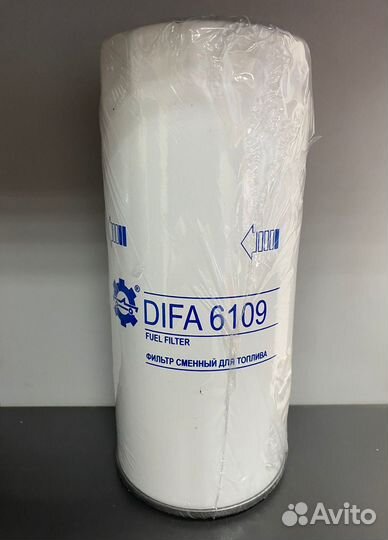 ®
DIFA 6109
FUEL FILTER
ФИЛЬТР СМЕННЫЙ ДЛЯ ТОПЛИВА
Avito